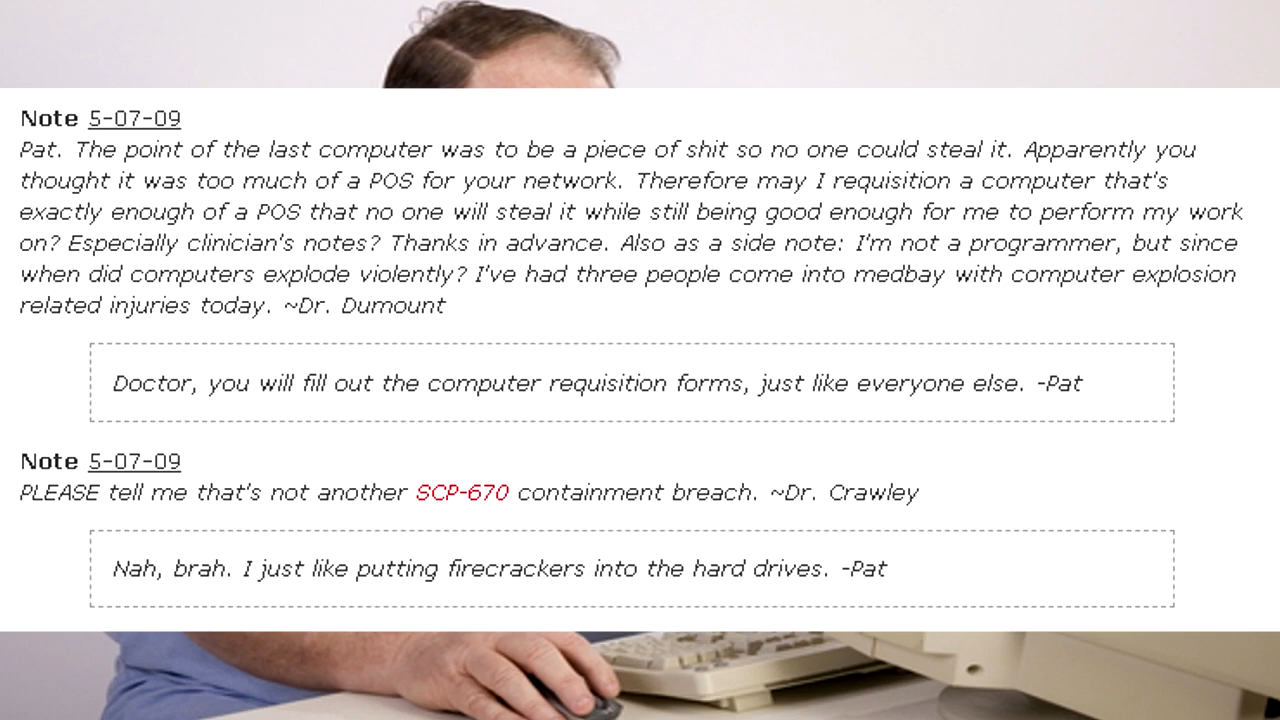 Note 5-07-09
Pat. The point of the last computer was to be a piece of shit so no one could steal it. Apparently you
thought it was too much of a POS for your network. Therefore may I requisition a computer that's
exactly enough of a POS that no one will steal it while still being good enough for me to perform my work
on? Especially clinician's notes? Thanks in advance. Also as a side note: I'm not a programmer, but since
when did computers explode violently? I've had three people come into medbay with computer explosion
related injuries today. ~Dr. Dumount
Doctor, you will fill out the computer requisition forms, just like everyone else. -Pat
Note 5-07-09
PLEASE tell me that's not another SCP-670 containment breach. ~Dr. Crawley
Nah, brah. I just like putting firecrackers into the hard drives. -Pat